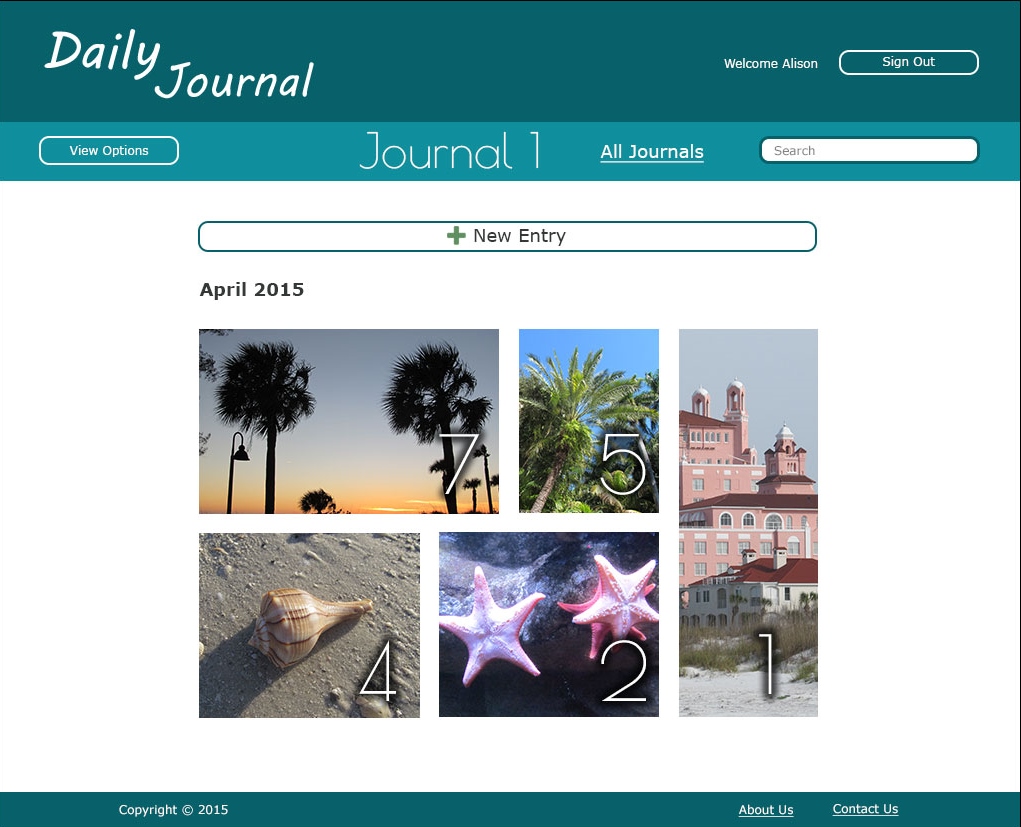 Daily
Journal
Welcome Alison
Sign Out
View Options
Journal 1
All Journals
Search
New Entry
April 2015
7
5
4
2
1
Copyright © 2015
About Us
Contact Us